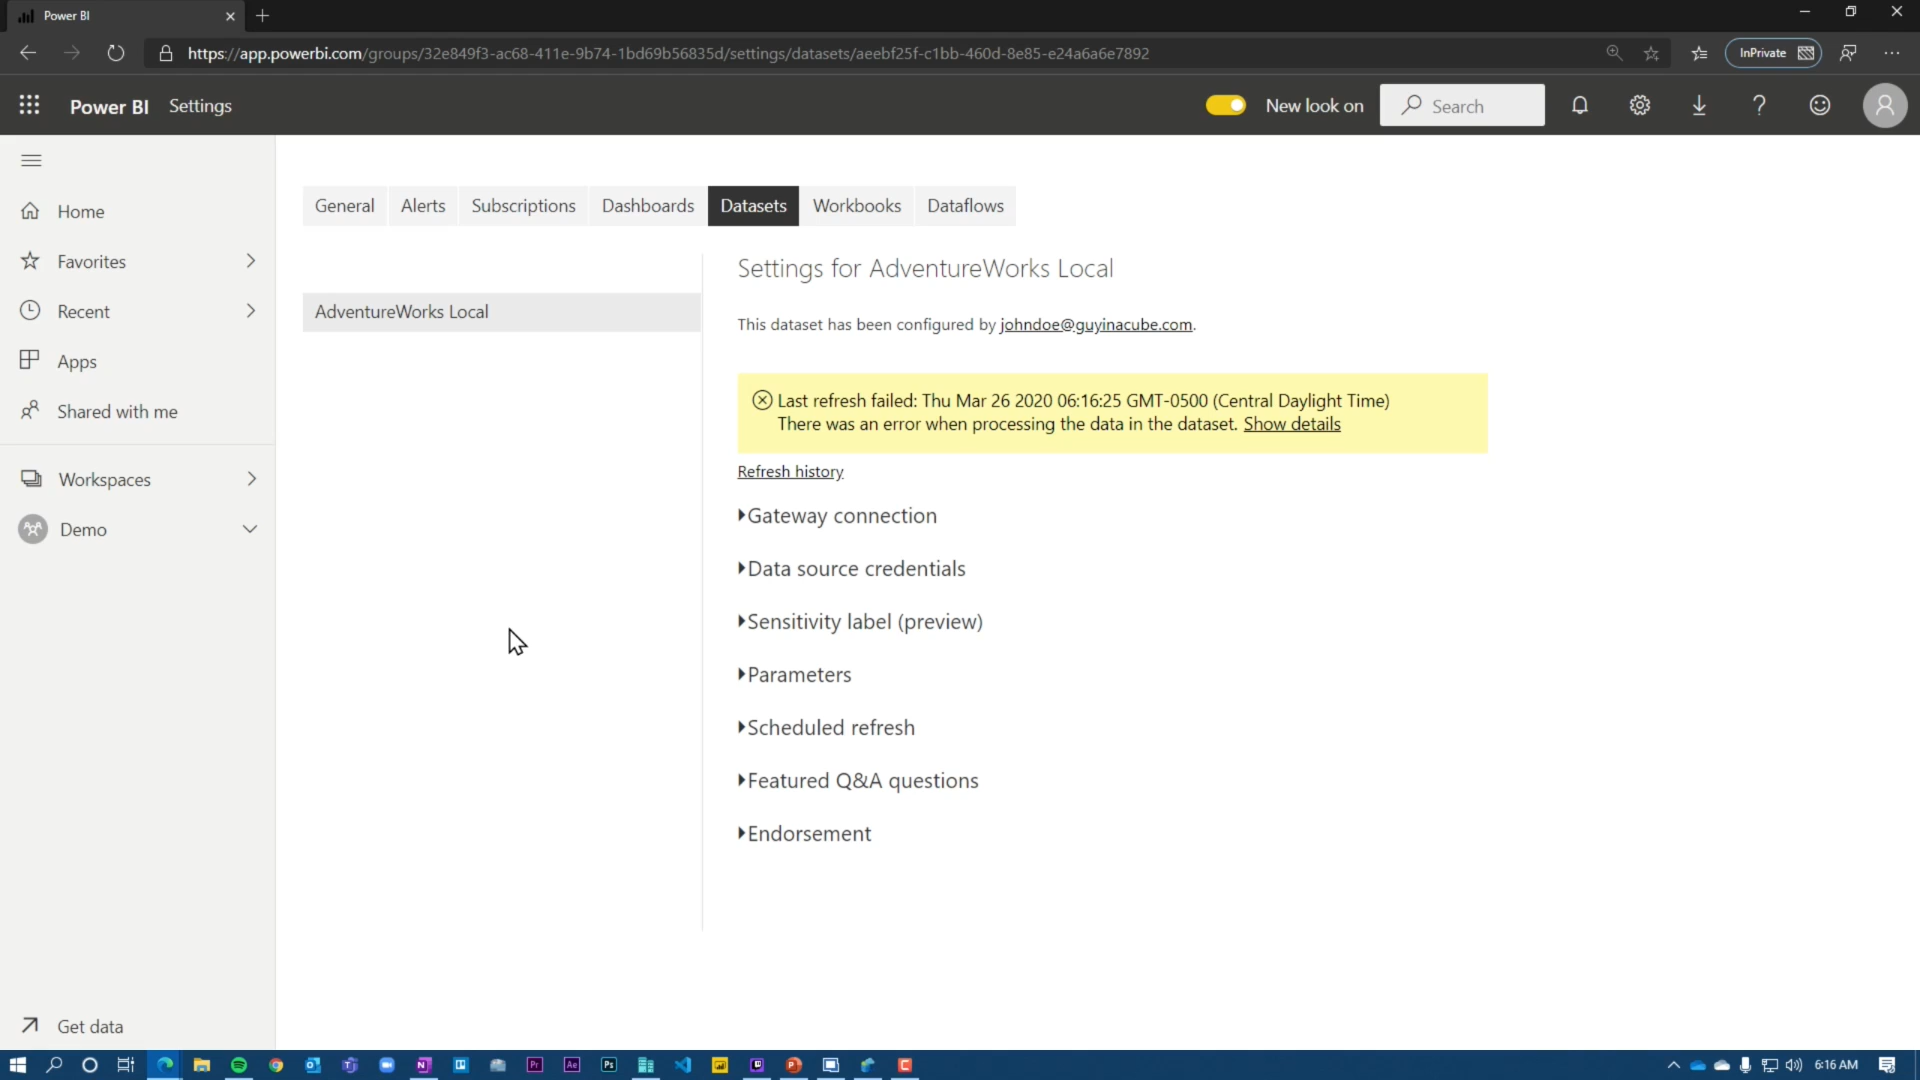 Power BI
https://app.powerbi.com/groups/32e849f3-ac68-411e-9b74-1bd69b56835d/settings/datasets/aeebf25f-c1bb-460d-8e85-e24a6a6e7892
InPrivate
Power BI Settings
New look on
Search
Home
Favorites
Recent
Apps
Shared with me
Workspaces
Demo
Get data
General Alerts Subscriptions Dashboards Datasets Workbooks Dataflows
AdventureWorks Local
Settings for AdventureWorks Local
This dataset has been configured by johndoe@guyinacube.com.
Last refresh failed: Thu Mar 26 2020 06:16:25 GMT-0500 (Central Daylight Time)
There was an error when processing the data in the dataset. Show details
Refresh history
Gateway connection
Data source credentials
Sensitivity label (preview)
Parameters
Scheduled refresh
Featured Q&A questions
Endorsement
6:16 AM